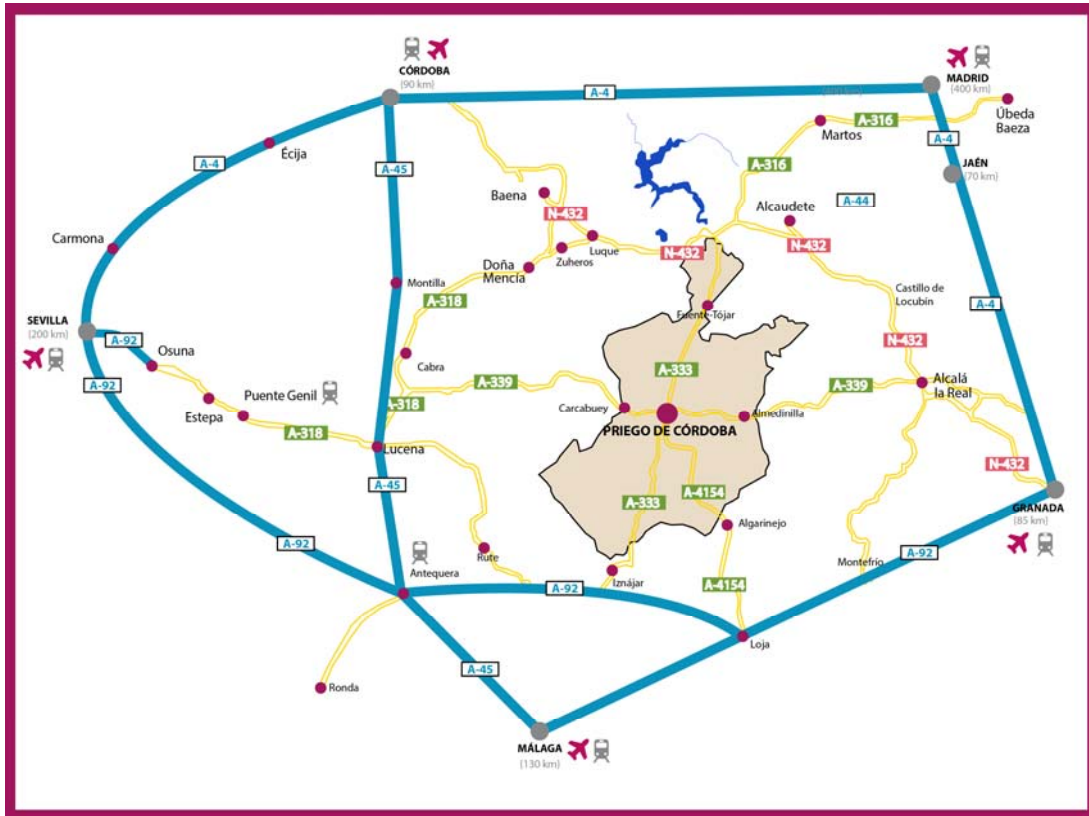 CÓRDOBA
(90 km)
MADRID
(400 km)
A-4
Martos
A-316
Úbeda
Baeza
A-4
Écija
A-4
A-45
A-316
JAÉN
(70 km)
Baena
N-432
Alcaudete
A-44
Carmona
Luque
Zuheros
N-432
N-432
Doña
Mencía
Montilla
Castillo de
Locubín
A-318
A-4
SEVILLA
(200 km)
A-92
Fuente-Tójar
Osuna
N-432
Cabra
A-92
A-339
A-333
A-339
Alcalá
la Real
Puente Genil
Estepa
A-318
Carcabuey
Almedinilla
PRIEGO DE CÓRDOBA
A-318
Lucena
N-432
A-45
A-333
A-4154
GRANADA
(85 km)
Algarinejo
A-92
Rute
A-92
Montefrío
Antequera
A-92
Iznájar
A-4154
Loja
A-45
Ronda
MÁLAGA
(130 km)